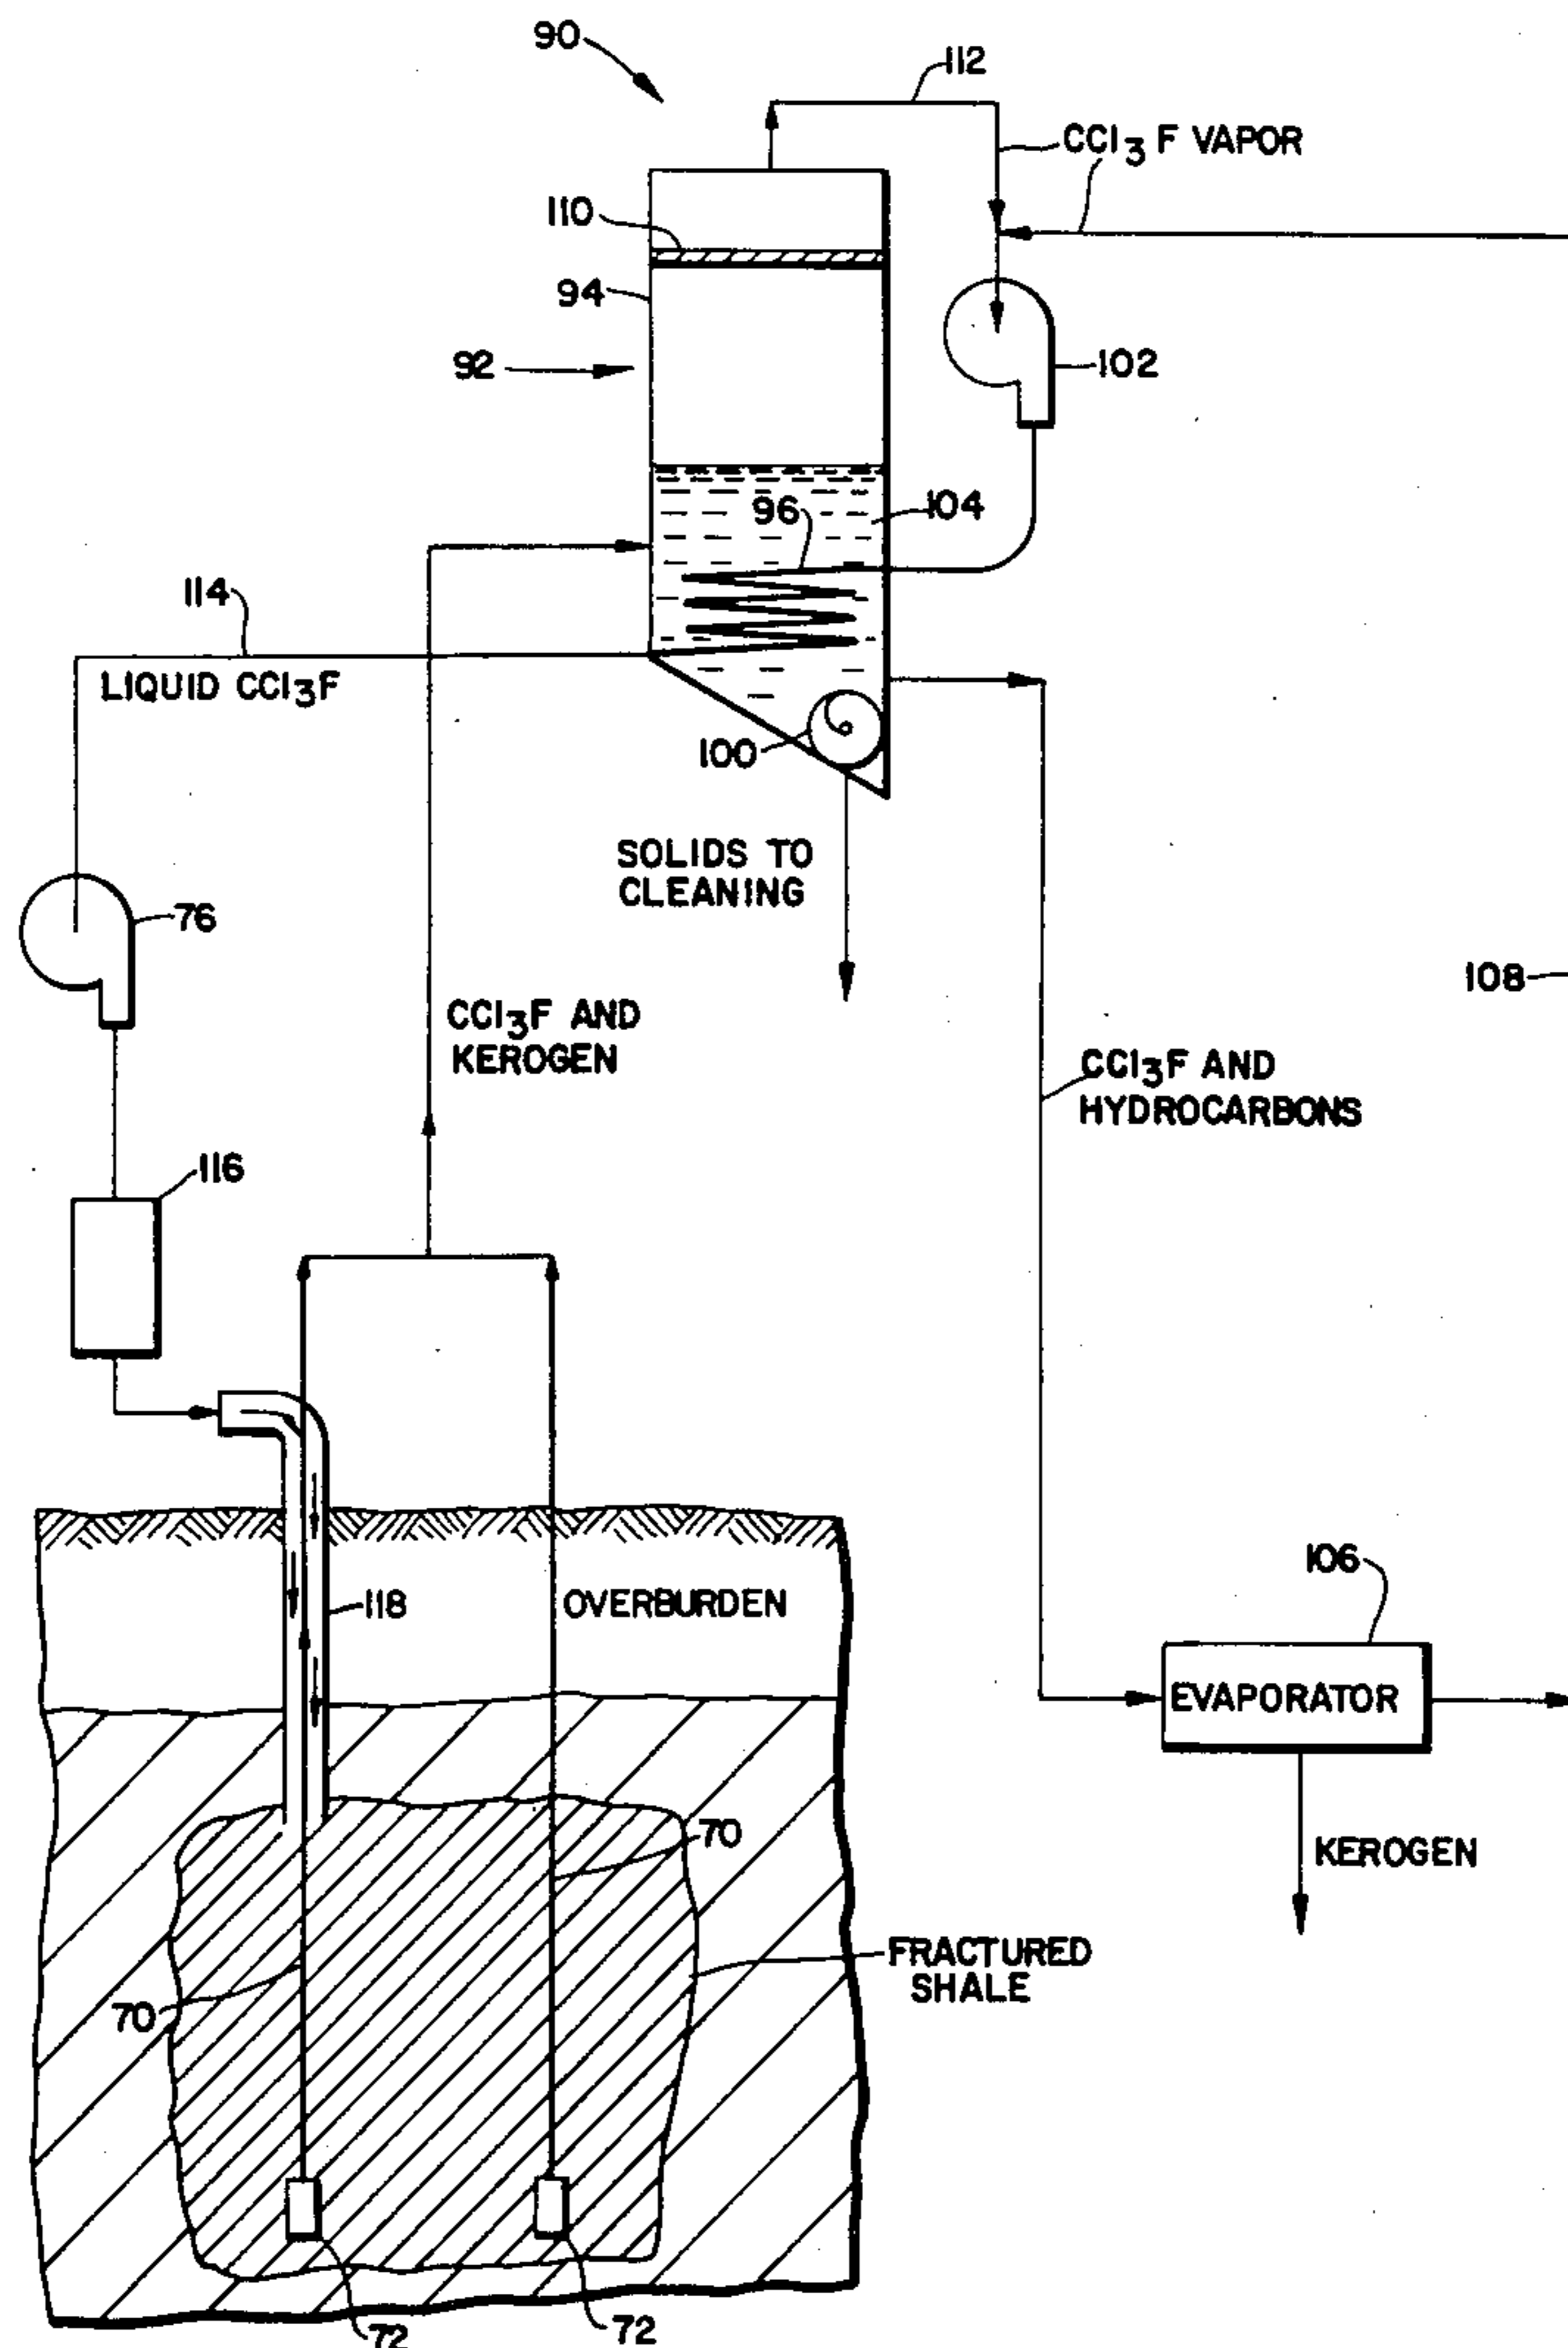 90
112
CCl3F VAPOR
110
94
92
102
96
104
114
LIQUID CCl3F
100
SOLIDS TO
CLEANING
76
108
CCl3F AND
KEROGEN
CCl3F AND
HYDROCARBONS
116
106
118
OVERBURDEN
EVAPORATOR
70
KEROGEN
FRACTURED
SHALE
70
72
72